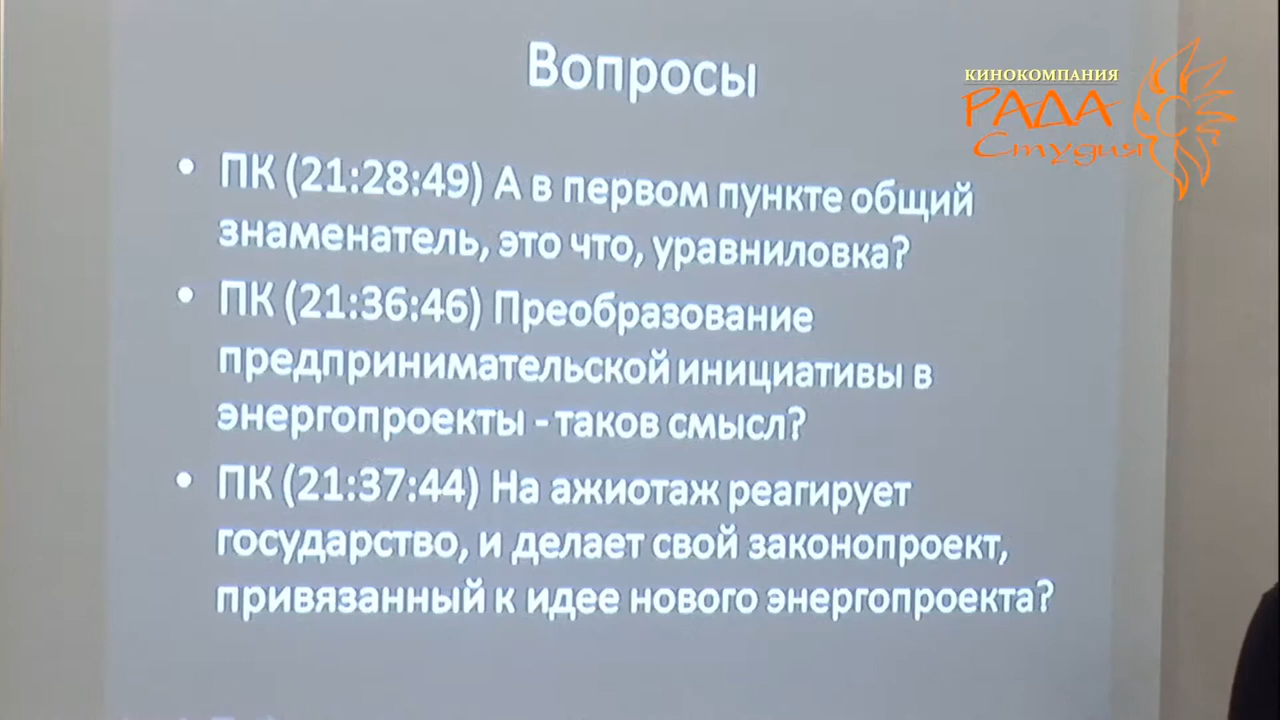 Вопросы
КИНОКОМПАНИЯ
РАДА
Студия
• ПК (21:28:49) А в первом пункте общий
знаменатель, это что, уравниловка?
• ПК (21:36:46) Преобразование
предпринимательской инициативы в
энергопроекты - таков смысл?
• ПК (21:37:44) На ажиотаж реагирует
государство, и делает свой законопроект,
привязанный к идее нового энергопроекта?